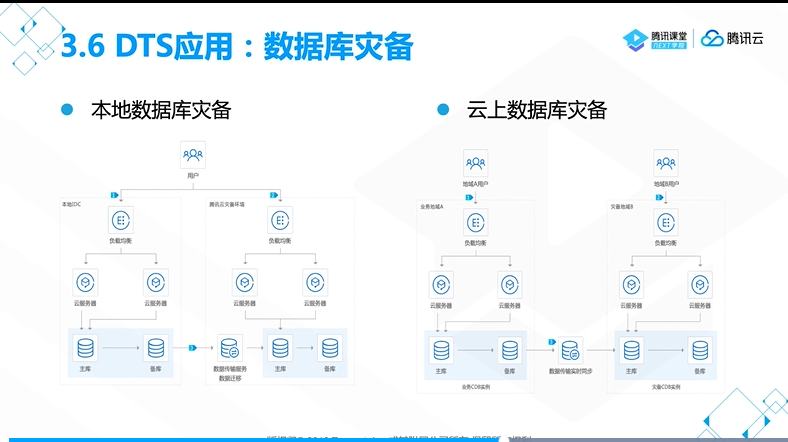 3.6 DTS应用：数据库灾备
腾讯课堂
NEXT学院
腾讯云
本地数据库灾备
云上数据库灾备
用户
地域A用户
地域B用户
1
2
1
2
本地IDC
腾讯云灾备环境
业务地域A
灾备地域B
负载均衡
负载均衡
负载均衡
负载均衡
云服务器
云服务器
云服务器
云服务器
云服务器
云服务器
云服务器
云服务器
3
3
主库
备库
数据传输服务
数据迁移
主库
备库
主库
备库
数据传输实时同步
主库
备库
业务CDB实例
灾备CDB实例